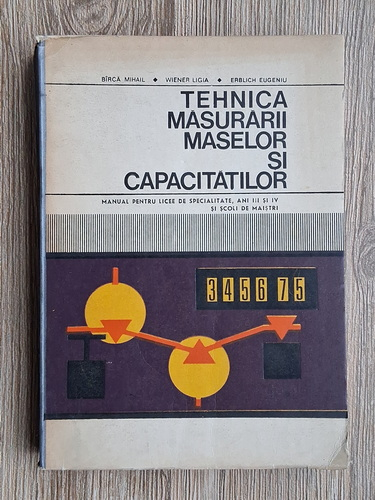 BÎRCĂ MIHAIL ◆ WIENER LIGIA ◆ ERBLICH EUGENIU
TEHNICA
MASURARII
MASELOR
SI
CAPACITATILOR
MANUAL PENTRU LICEE DE SPECIALITATE, ANI III ȘI IV
ȘI ȘCOLI DE MAIȘTRI
345675